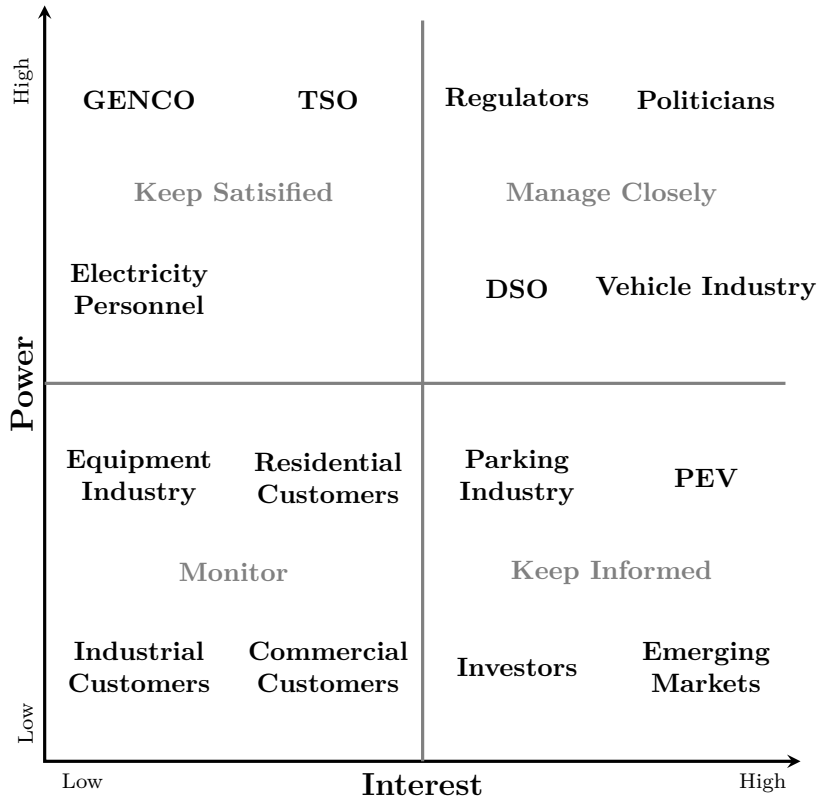 High
GENCO
TSO
Regulators
Politicians
Keep Satisified
Manage Closely
Electricity
Personnel
DSO
Vehicle Industry
Power
Equipment
Industry
Residential
Customers
Parking
Industry
PEV
Monitor
Keep Informed
Industrial
Customers
Commercial
Customers
Investors
Emerging
Markets
Low
Low
Interest
High